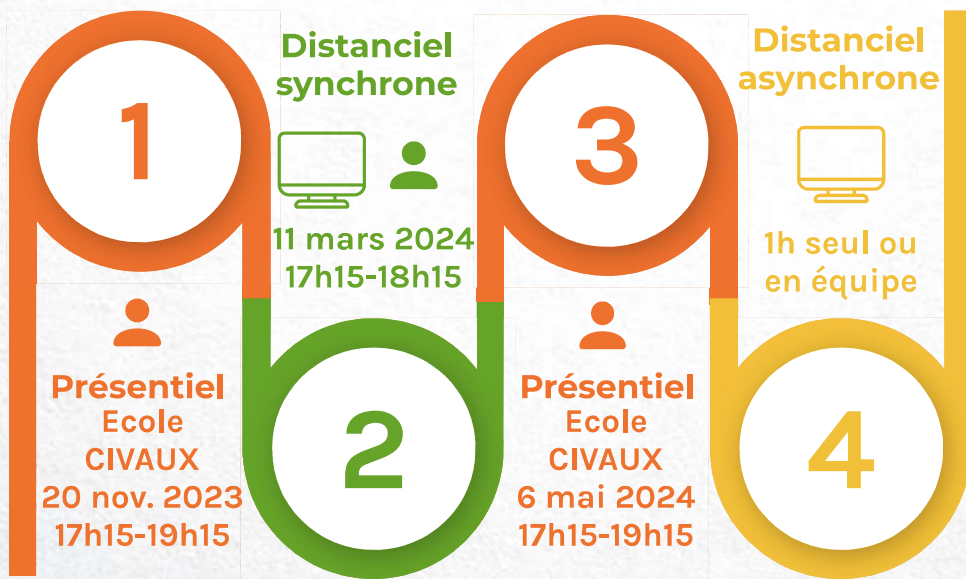 1
Présentiel
Ecole
CIVAUX
20 nov. 2023
17h15-19h15
Distanciel
synchrone
11 mars 2024
17h15-18h15
2
3
Présentiel
Ecole
CIVAUX
6 mai 2024
17h15-19h15
Distanciel
asynchrone
1h seul ou
en équipe
4